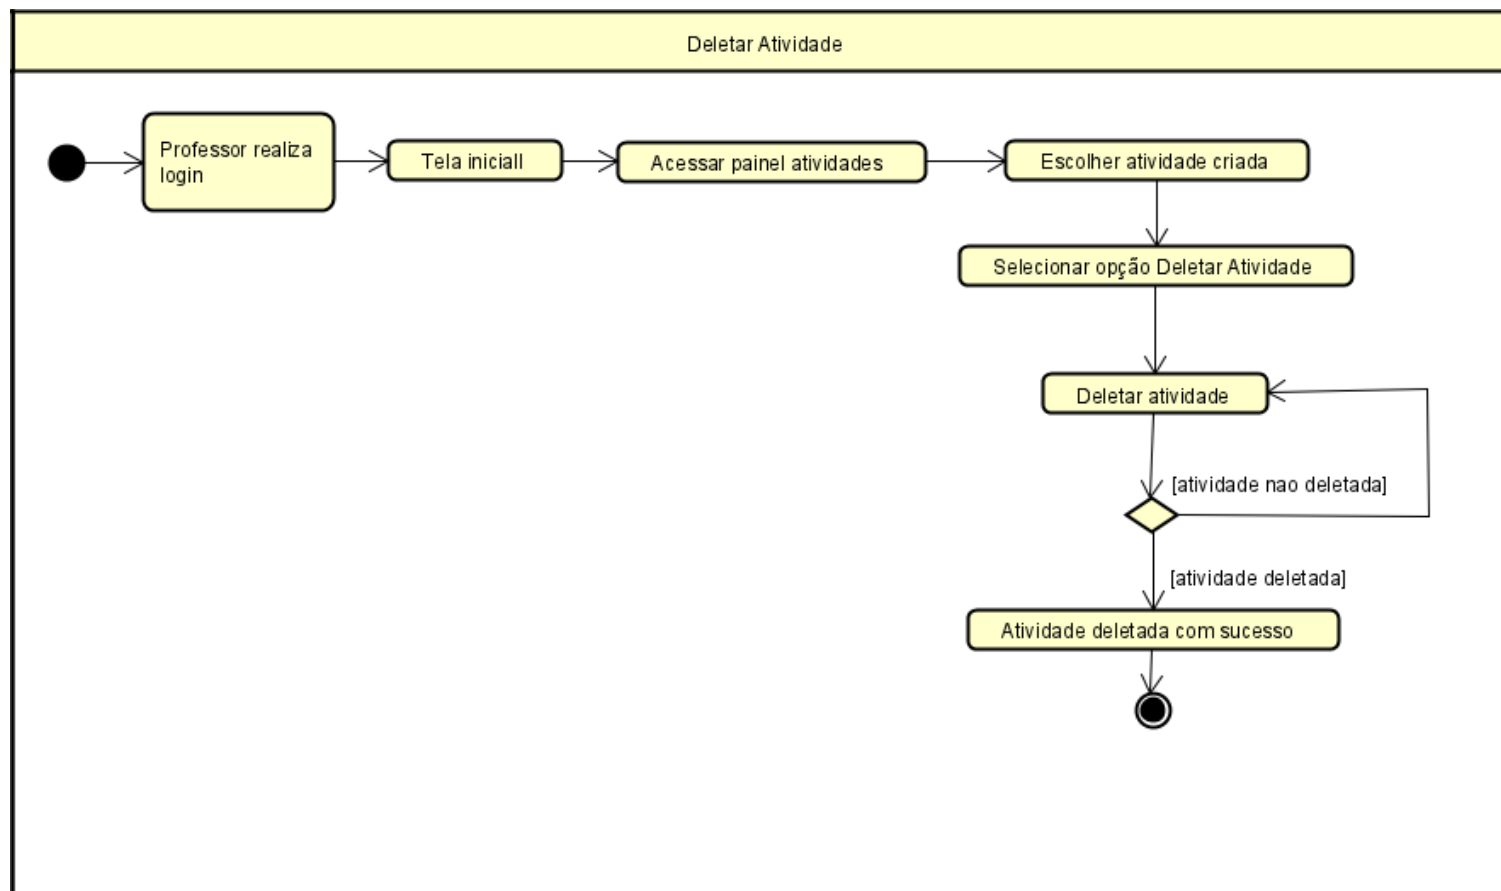 Deletar Atividade
Professor realiza
login
Tela iniciall
Acessar painel atividades
Escolher atividade criada
Selecionar opção Deletar Atividade
Deletar atividade
[atividade nao deletada]
[atividade deletada]
Atividade deletada com sucesso